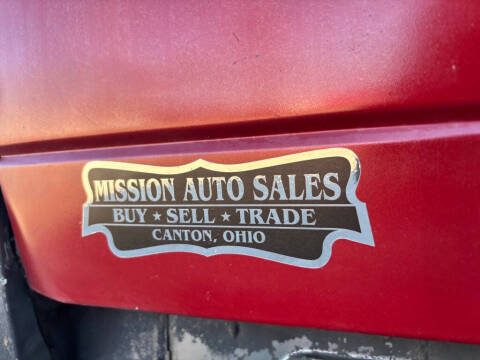 MISSION AUTO SALES
BUY ★ SELL ★ TRADE
CANTON, OHIO